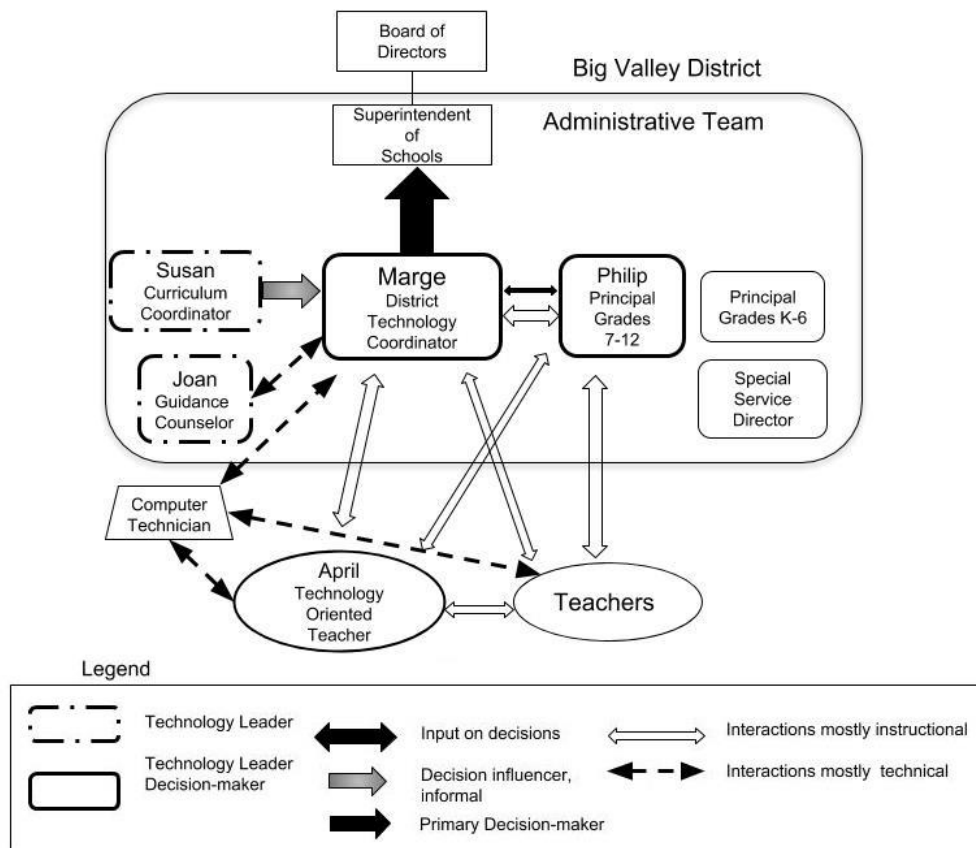 Board of
Directors
Big Valley District
Superintendent
of
Schools
Administrative Team
Susan
Curriculum
Coordinator
Marge
District
Technology
Coordinator
Philip
Principal
Grades
7-12
Principal
Grades K-6
Joan
Guidance
Counselor
Special
Service
Director
Computer
Technician
April
Technology
Oriented
Teacher
Teachers
Legend
Technology Leader
Input on decisions
Interactions mostly instructional
Technology Leader
Decision-maker
Decision influencer,
informal
Interactions mostly technical
Primary Decision-maker